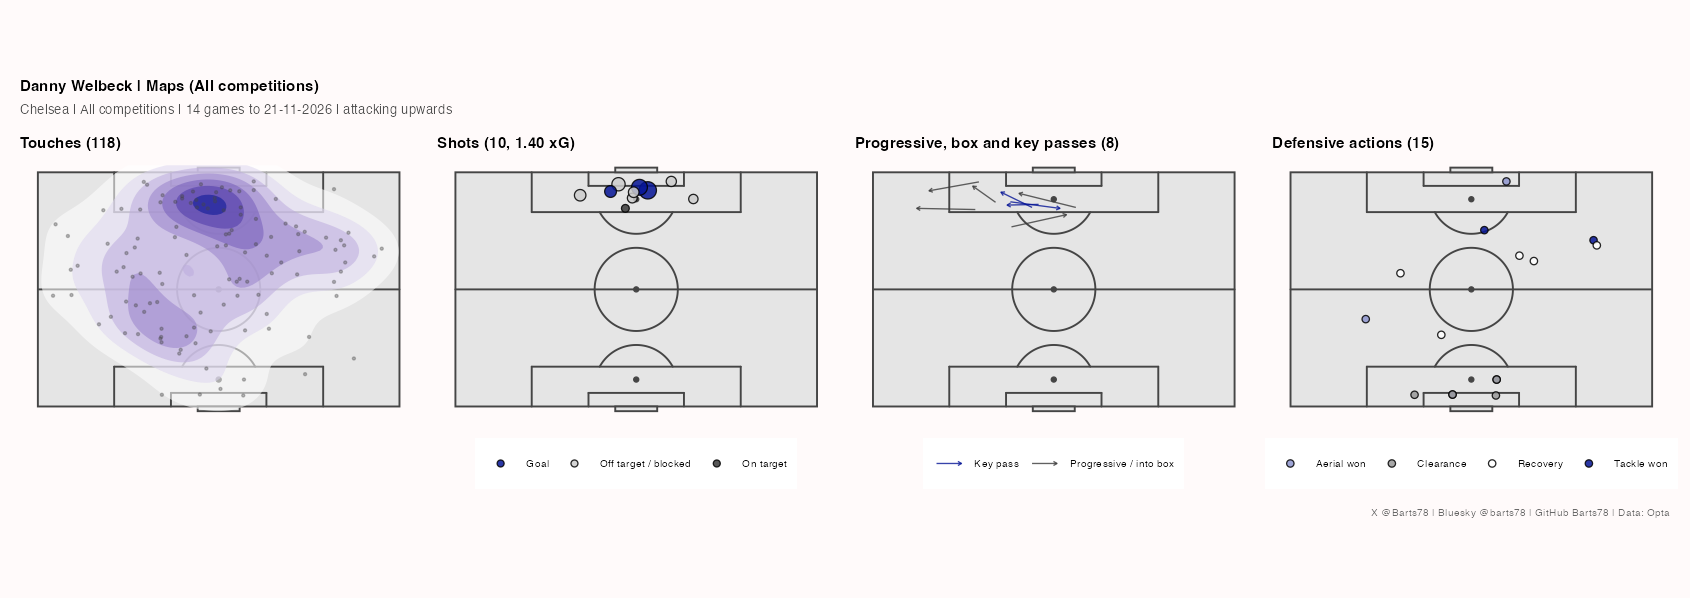 Danny Welbeck | Maps (All competitions)
Chelsea | All competitions | 14 games to 21-11-2026 | attacking upwards
Touches (118)
Shots (10, 1.40 xG)
Progressive, box and key passes (8)
Defensive actions (15)
Goal
Off target / blocked
On target
Key pass
Progressive / into box
Aerial won
Clearance
Recovery
Tackle won
X @Barts78 | Bluesky @barts78 | GitHub Barts78 | Data: Opta